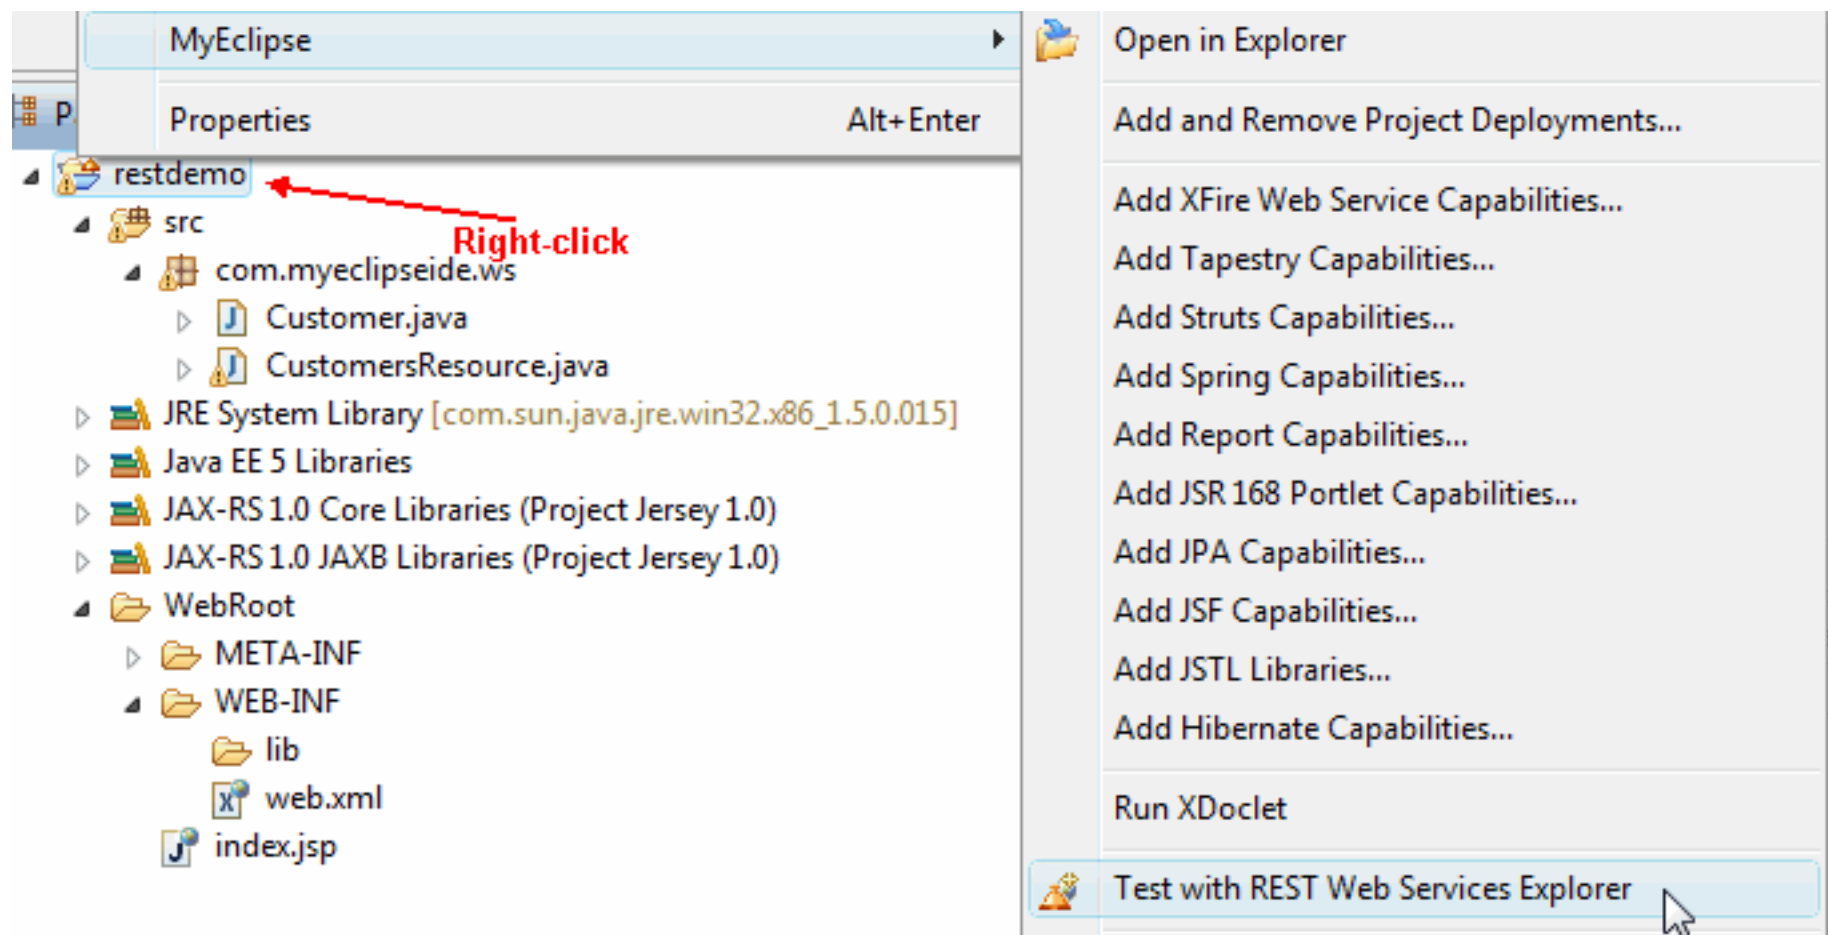 MyEclipse
Properties Alt+Enter
P
restdemo
Right-click
src
com.myeclipseide.ws
Customer.java
CustomersResource.java
JRE System Library [com.sun.java.jre.win32.x86_1.5.0.015]
Java EE 5 Libraries
JAX-RS 1.0 Core Libraries (Project Jersey 1.0)
JAX-RS 1.0 JAXB Libraries (Project Jersey 1.0)
WebRoot
META-INF
WEB-INF
lib
web.xml
index.jsp
Open in Explorer
Add and Remove Project Deployments...
Add XFire Web Service Capabilities...
Add Tapestry Capabilities...
Add Struts Capabilities...
Add Spring Capabilities...
Add Report Capabilities...
Add JSR 168 Portlet Capabilities...
Add JPA Capabilities...
Add JSF Capabilities...
Add JSTL Libraries...
Add Hibernate Capabilities...
Run XDoclet
Test with REST Web Services Explorer